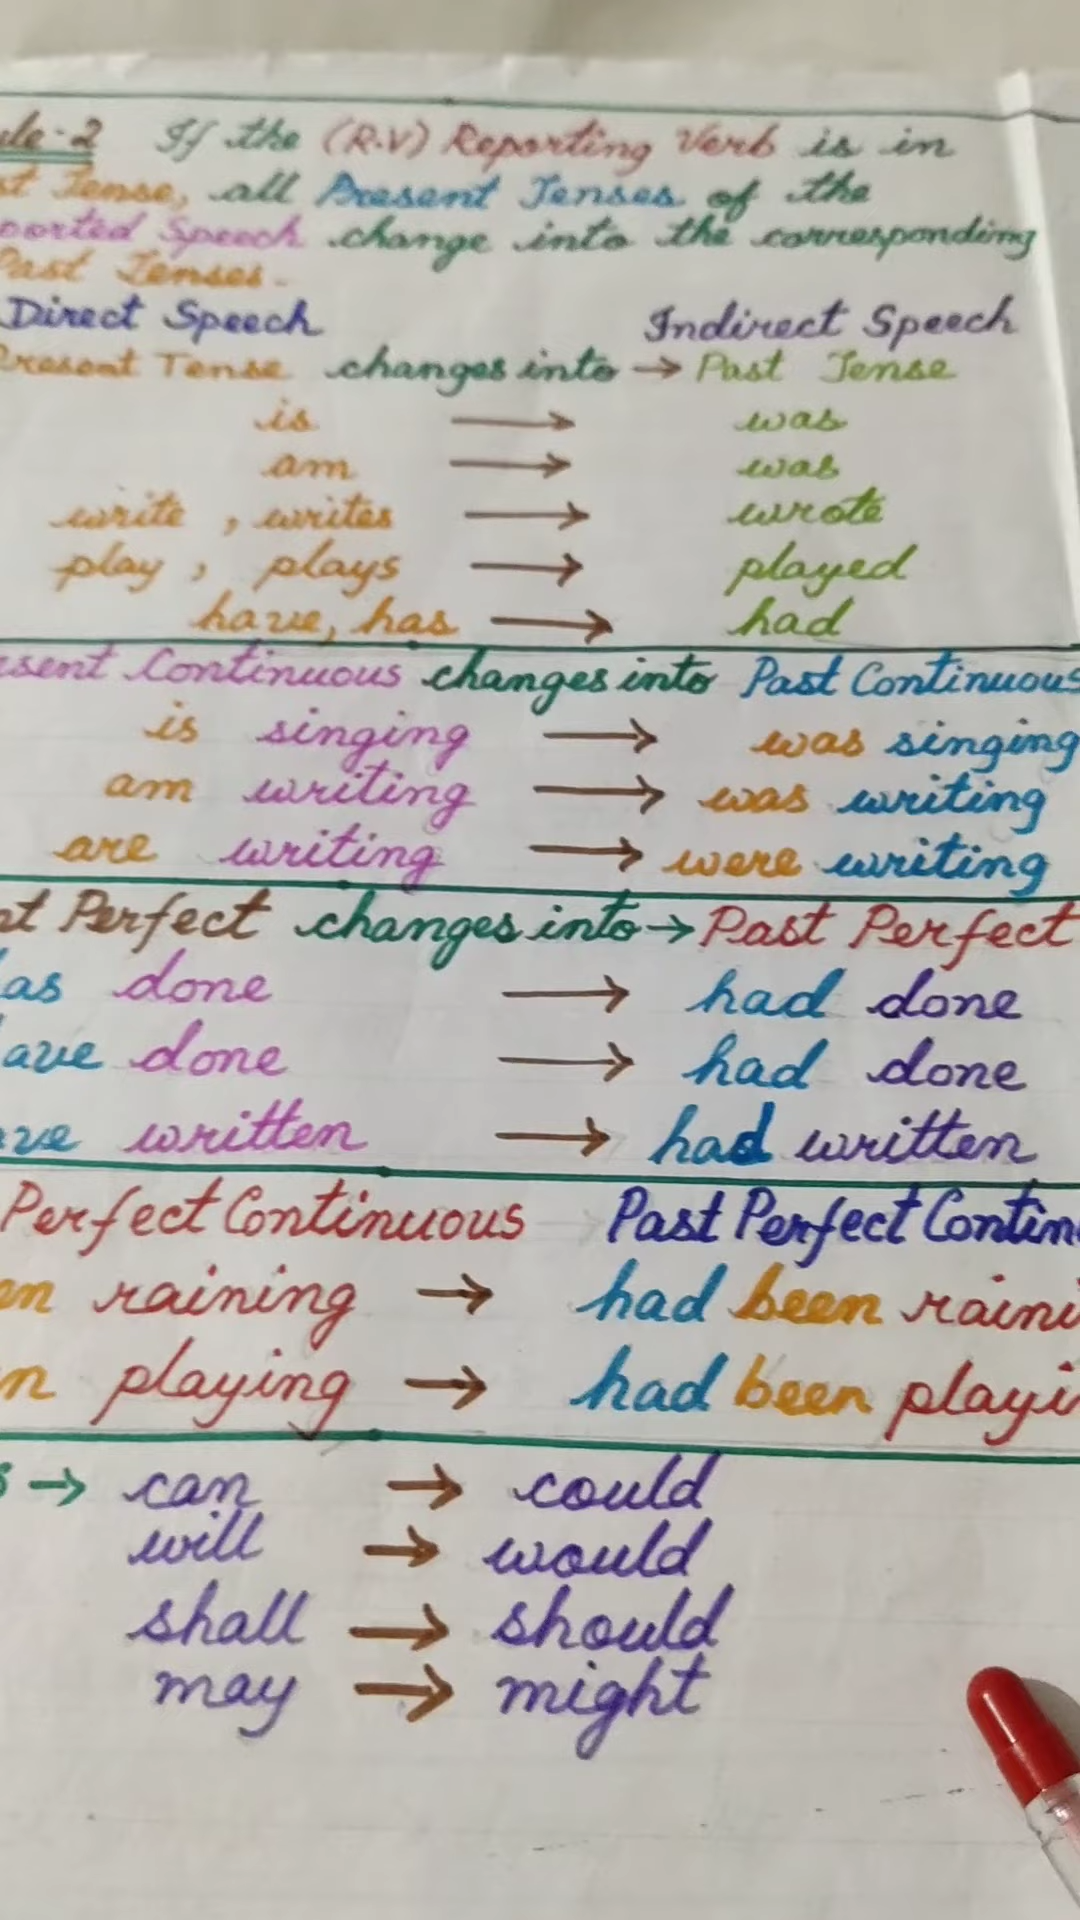 If the (R.V) Reporting Verb is in
Tense, all Present Tenses of the
Speech change into the corresponding
Past Tenses.
Direct Speech Indirect Speech
Present Tense changes into → Past Tense
is → was
am → was
write , writes → wrote
play , plays → played
have, has → had
Continuous changes into Past Continuous
is singing → was singing
am writing → was writing
are writing → were writing
Perfect changes into → Past Perfect
done → had done
done → had done
written → had written
Perfect Continuous Past Perfect
raining → had been
playing → had been
→ can → could
will → would
shall → should
may → might